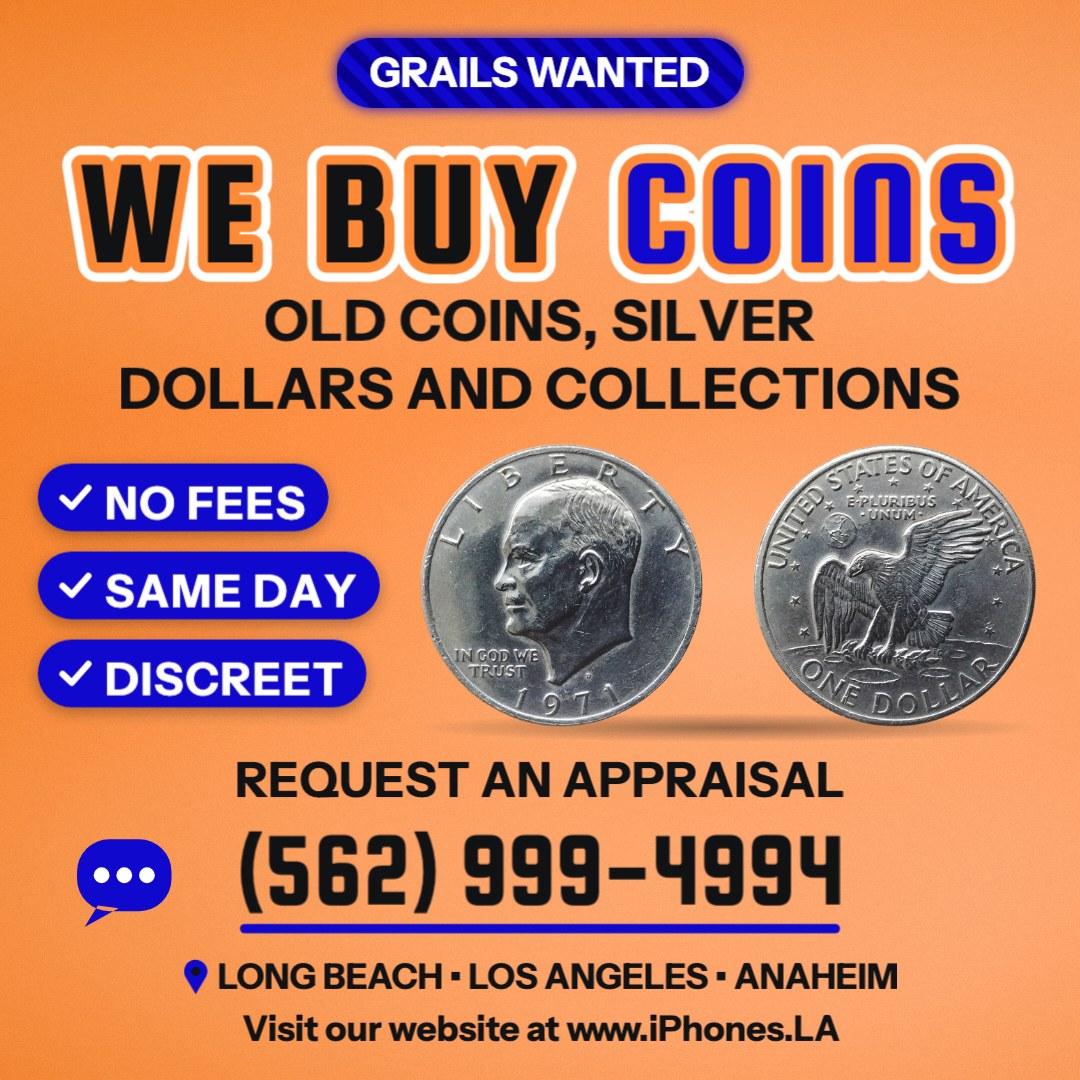 GRAILS WANTED
WE BUY COINS
OLD COINS, SILVER
DOLLARS AND COLLECTIONS
✓ NO FEES
✓ SAME DAY
✓ DISCREET
LIBERTY
IN GOD WE
TRUST
1971
UNITED STATES OF AMERICA
E·PLURIBUS
·UNUM·
ONE DOLLAR
REQUEST AN APPRAISAL
(562) 999-4994
LONG BEACH ▪ LOS ANGELES ▪ ANAHEIM
Visit our website at www.iPhones.LA